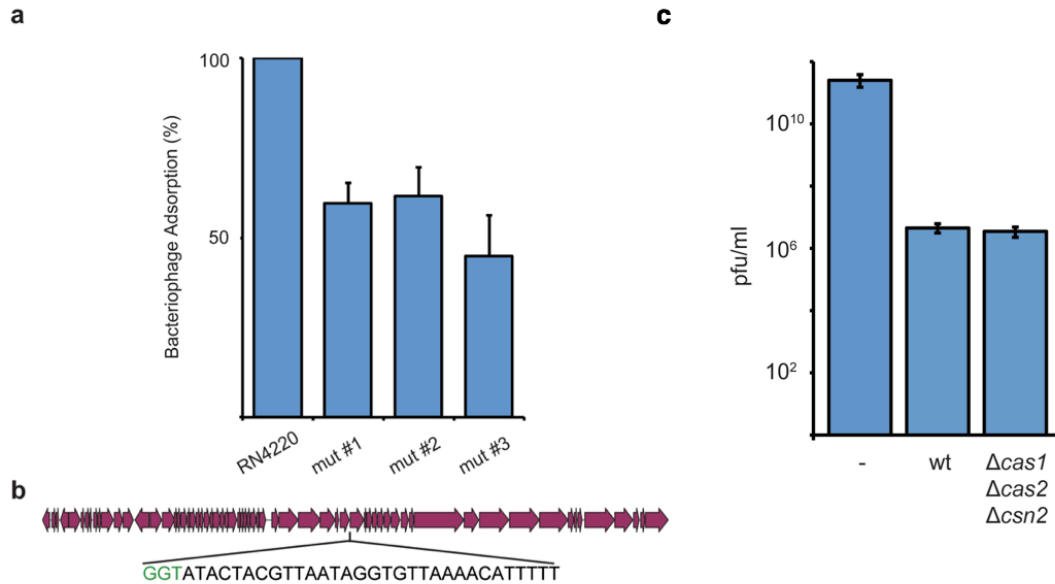 a
100
50
Bacteriophage Adsorption (%)
RN4220
mut #1
mut #2
mut #3
b
GGTATACTACGTTAATAGGTGTTAAAACATTTTT
c
10¹⁰
10⁶
10²
pfu/ml
-
wt
Δcas1
Δcas2
Δcsn2